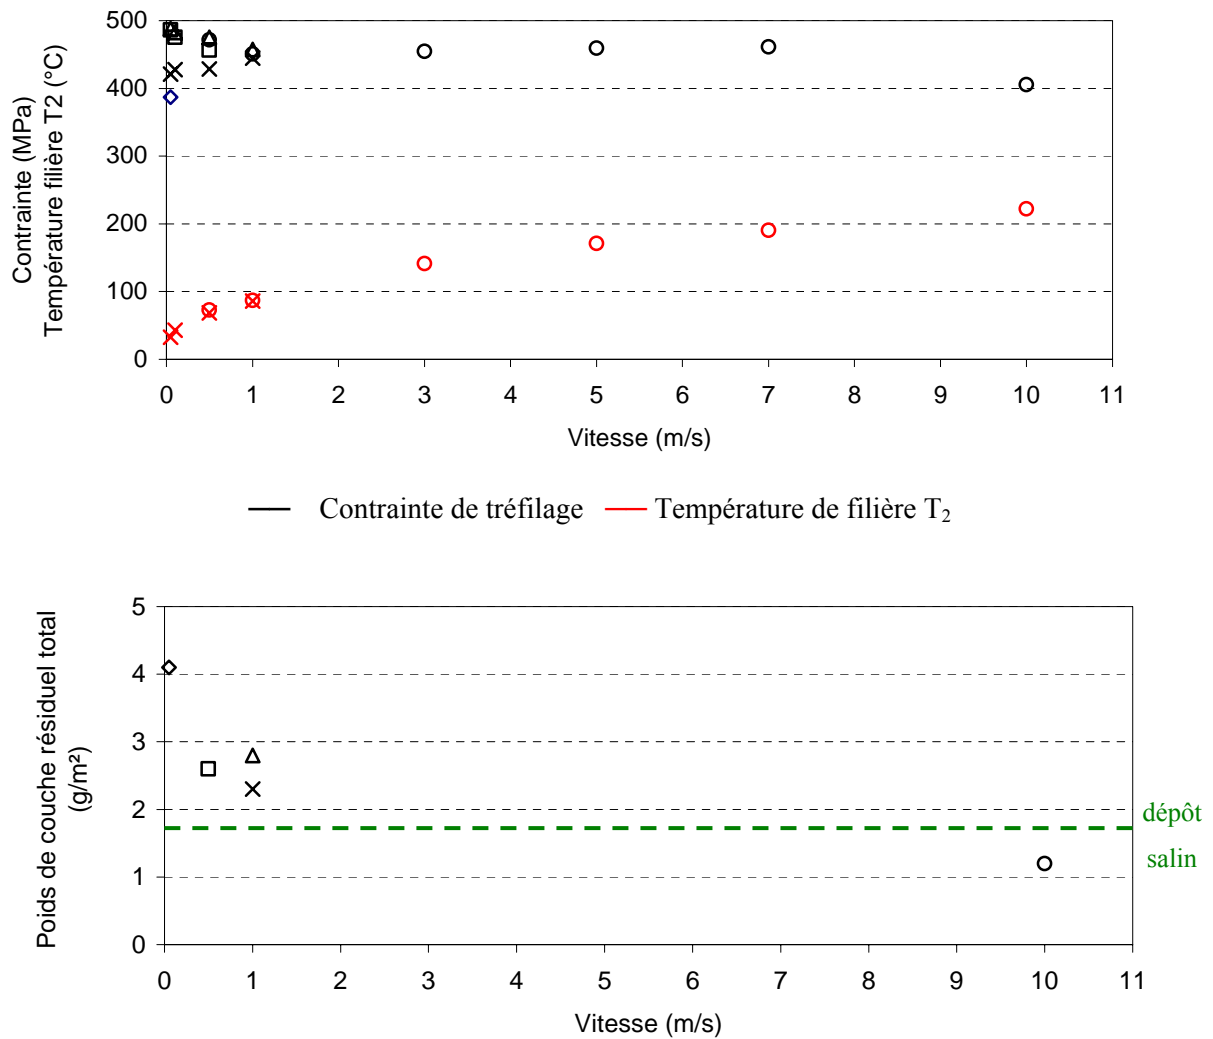 Contrainte (MPa)
Température filière T2 (°C)
500
400
300
200
100
0
0 1 2 3 4 5 6 7 8 9 10 11
Vitesse (m/s)
Contrainte de tréfilage Température de filière T₂
Poids de couche résiduel total
(g/m²)
5
4
3
2
1
0
dépôt
salin
0 1 2 3 4 5 6 7 8 9 10 11
Vitesse (m/s)